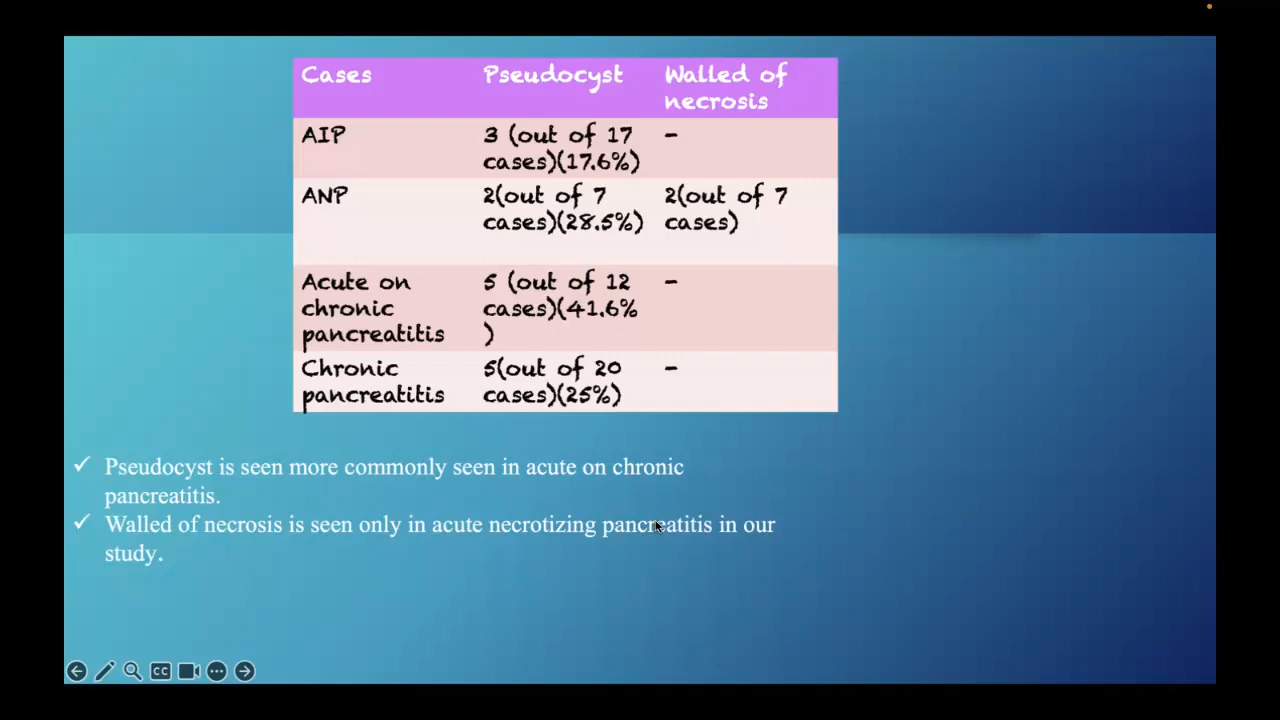 Cases Pseudocyst Walled of
necrosis
AIP 3 (out of 17 –
cases)(17.6%)
ANP 2(out of 7 2(out of 7
cases)(28.5%) cases)
Acute on 5 (out of 12 –
chronic cases)(41.6%
pancreatitis )
Chronic 5(out of 20 –
pancreatitis cases)(25%)
✓ Pseudocyst is seen more commonly seen in acute on chronic
pancreatitis.
✓ Walled of necrosis is seen only in acute necrotizing pancreatitis in our
study.
CC